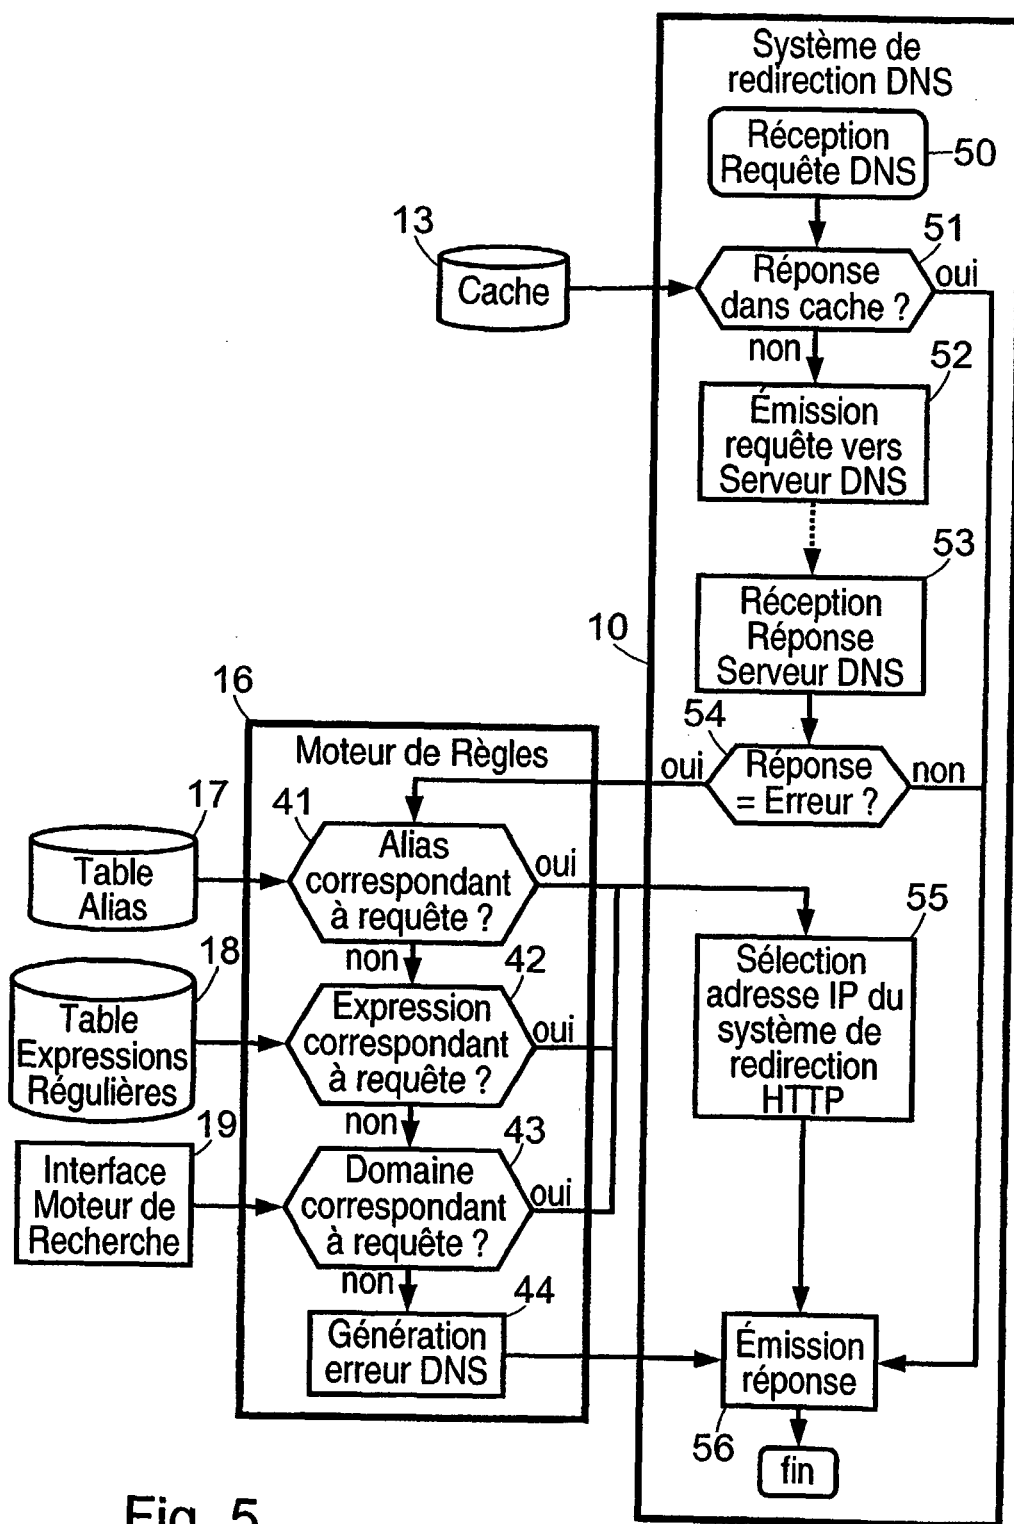 Système de
redirection DNS
Réception
Requête DNS
50
13
Cache
51
Réponse
dans cache ?
oui
non
52
Émission
requête vers
Serveur DNS
53
Réception
Réponse
Serveur DNS
10
54
Réponse
= Erreur ?
oui
non
16
Moteur de Règles
17
Table
Alias
41
Alias
correspondant
à requête ?
oui
non
55
Sélection
adresse IP du
système de
redirection
HTTP
18
Table
Expressions
Régulières
42
Expression
correspondant
à requête ?
oui
non
19
Interface
Moteur de
Recherche
43
Domaine
correspondant
à requête ?
oui
non
44
Génération
erreur DNS
Émission
réponse
56
fin
Fig. 5